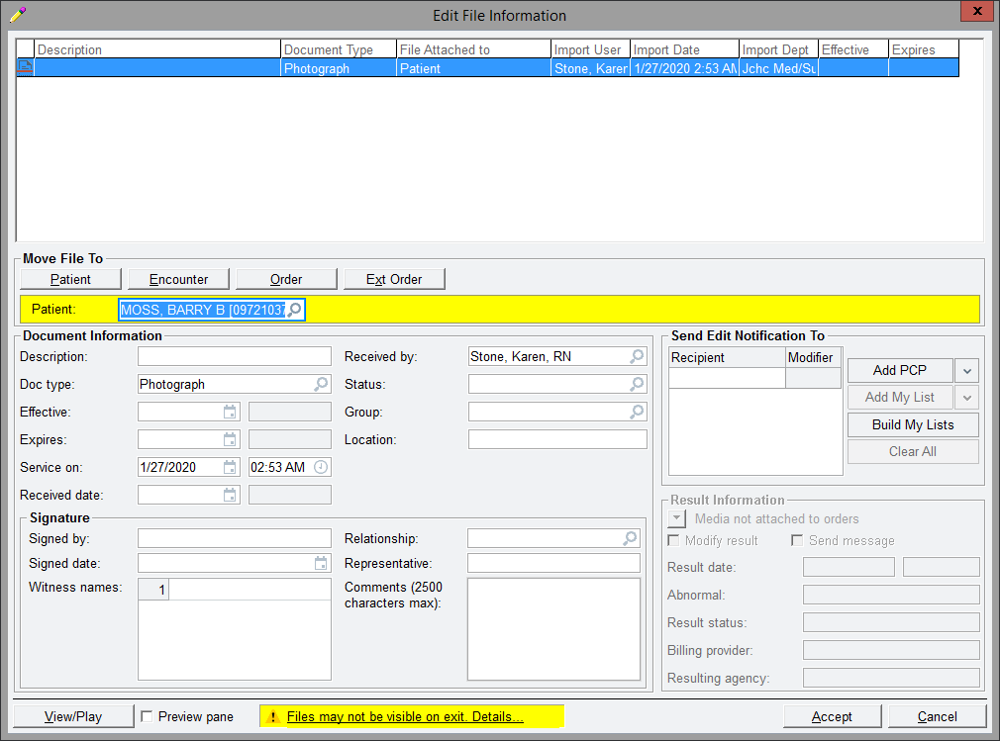 Edit File Information
x
Description Document Type File Attached to Import User Import Date Import Dept Effective Expires
Photograph Patient Stone, Karen 1/27/2020 2:53 AM Jchc Med/Su
Move File To
Patient Encounter Order Ext Order
Patient: MOSS, BARRY B [09721037
Document Information
Description:
Received by: Stone, Karen, RN
Doc type: Photograph
Status:
Effective:
Group:
Expires:
Location:
Service on: 1/27/2020 02:53 AM
Received date:
Signature
Signed by:
Relationship:
Signed date:
Representative:
Witness names: 1
Comments (2500
characters max):
Send Edit Notification To
Recipient Modifier
Add PCP
Add My List
Build My Lists
Clear All
Result Information
Media not attached to orders
Modify result Send message
Result date:
Abnormal:
Result status:
Billing provider:
Resulting agency:
View/Play Preview pane Files may not be visible on exit. Details... Accept Cancel